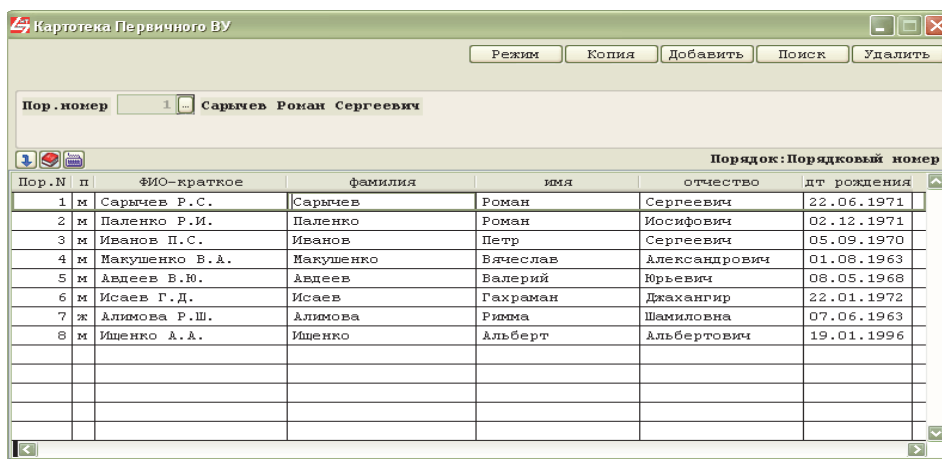 Картотека Первичного ВУ
Режим Копия Добавить Поиск Удалить
Пор.номер 1 ... Сарычев Роман Сергеевич
Порядок:Порядковый номер
Пор.N п ФИО-краткое фамилия имя отчество дт рождения
1 м Сарычев Р.С. Сарычев Роман Сергеевич 22.06.1971
2 м Паленко Р.И. Паленко Роман Иосифович 02.12.1971
3 м Иванов П.С. Иванов Петр Сергеевич 05.09.1970
4 м Макушенко В.А. Макушенко Вячеслав Александрович 01.08.1963
5 м Авдеев В.Ю. Авдеев Валерий Юрьевич 08.05.1968
6 м Исаев Г.Д. Исаев Гахраман Джахангир 22.01.1972
7 ж Алимова Р.Ш. Алимова Римма Шамиловна 07.06.1963
8 м Ищенко А.А. Ищенко Альберт Альбертович 19.01.1996